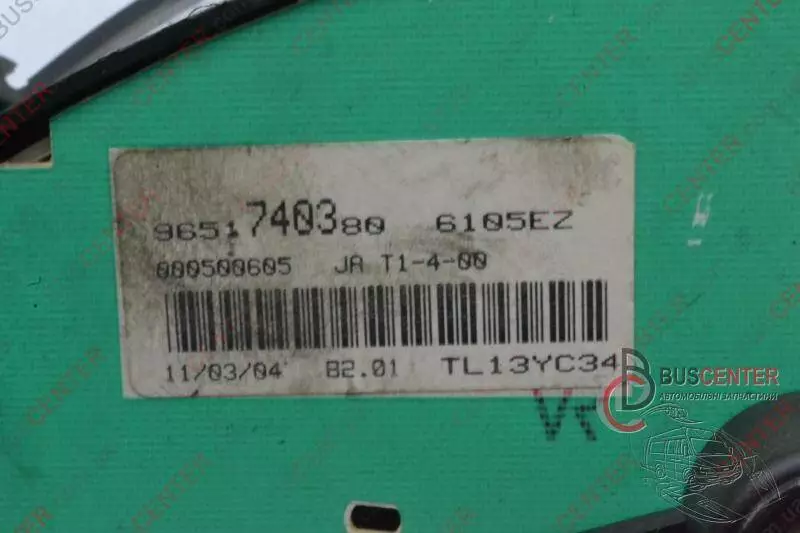 9651740380 6105EZ
000500605 JA T1-4-00
11/03/04 B2.01 TL13YC34
BUSCENTER
АВТОМОБІЛЬНІ ЗАПЧАСТИНИ